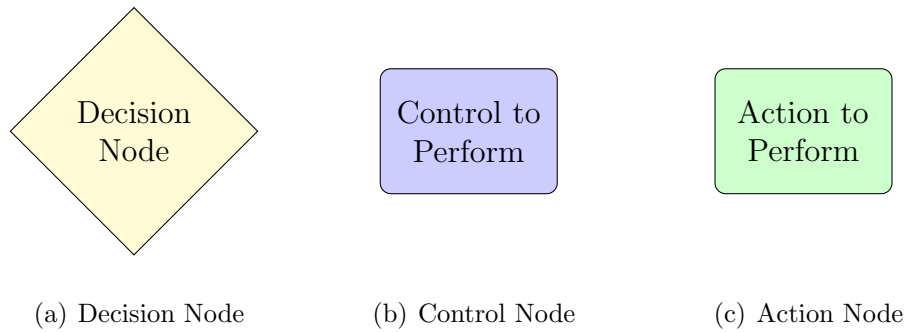 Decision
Node
Control to
Perform
Action to
Perform
(a) Decision Node
(b) Control Node
(c) Action Node